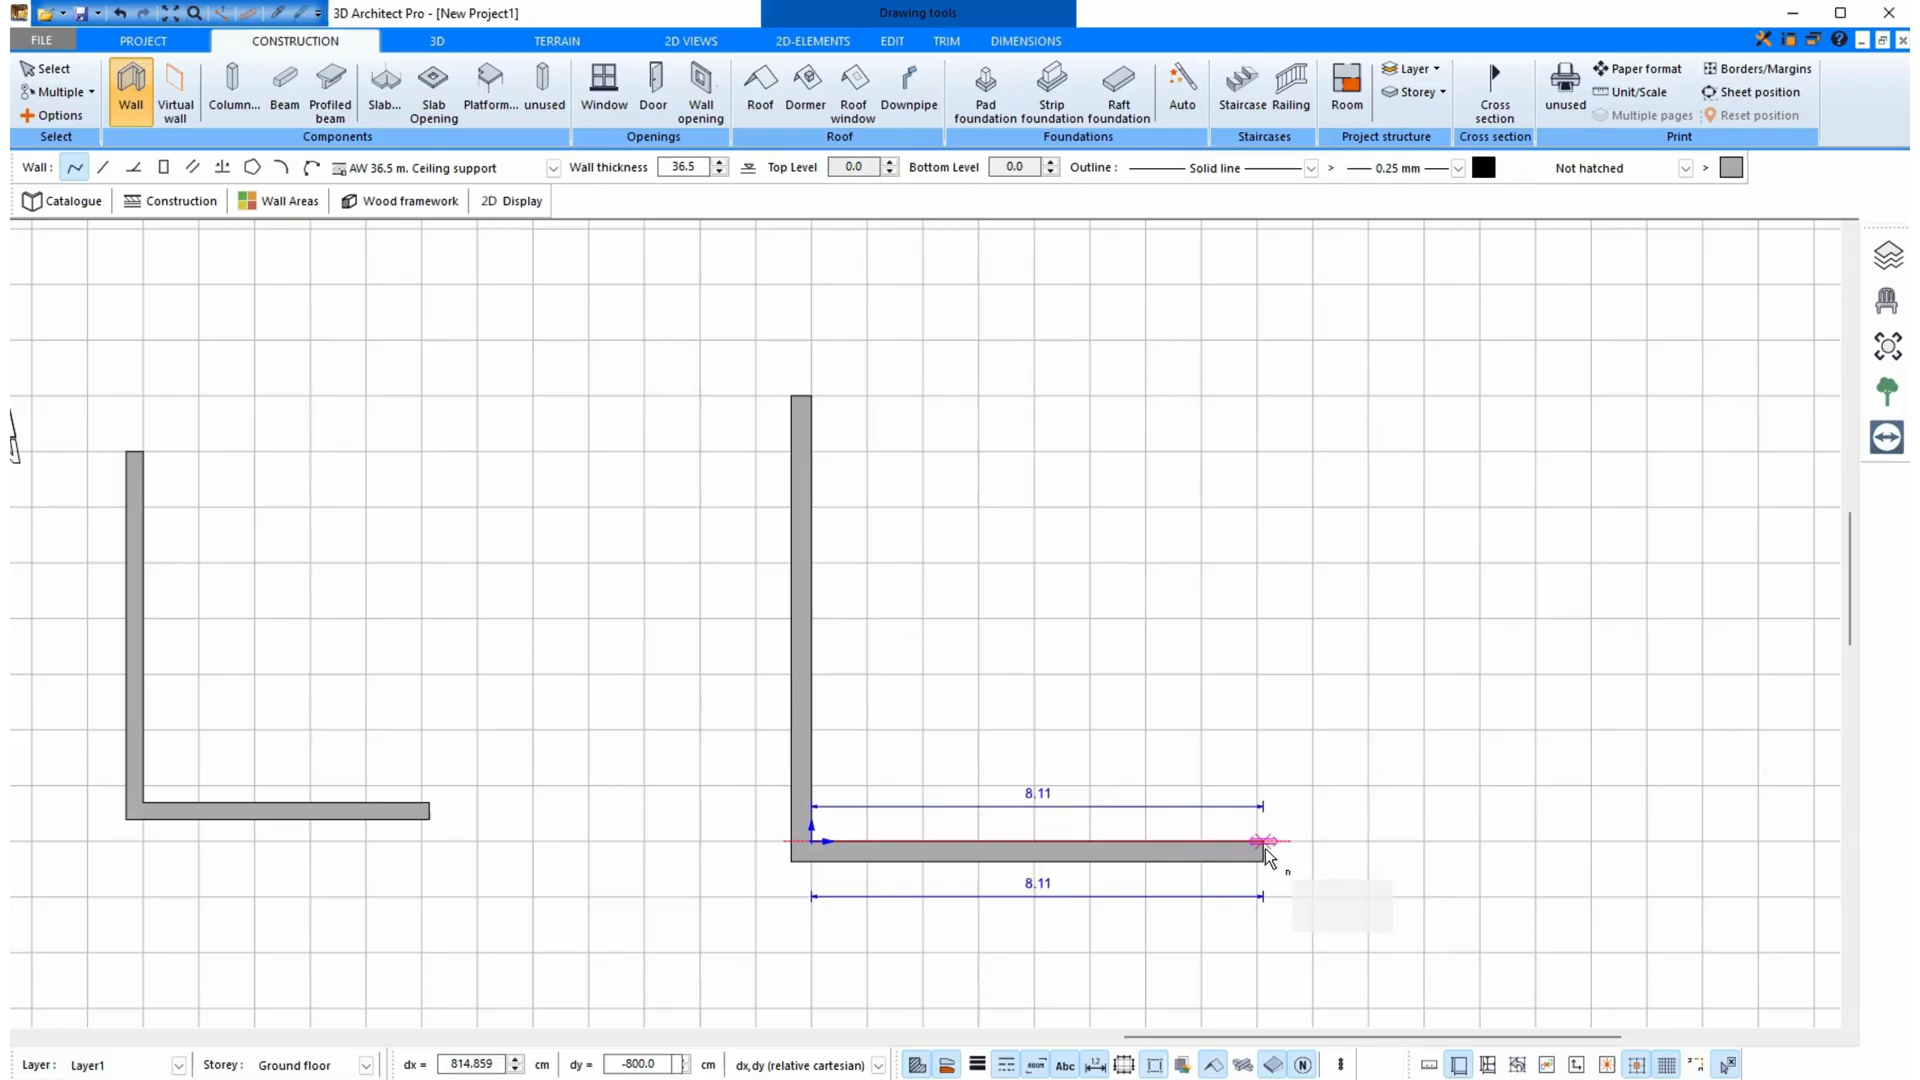 3D Architect Pro - [New Project1]
Drawing tools
FILE
PROJECT
CONSTRUCTION
3D
TERRAIN
2D VIEWS
2D-ELEMENTS
EDIT
TRIM
DIMENSIONS
Select
Multiple
Options
Wall
Virtual wall
Column...
Beam
Profiled beam
Slab...
Slab Opening
Platform...
unused
Window
Door
Wall opening
Roof
Dormer
Roof window
Downpipe
Pad foundation
Strip foundation
Raft foundation
Auto
Staircase
Railing
Room
Layer
Storey
Cross section
unused
Paper format
Unit/Scale
Multiple pages
Borders/Margins
Sheet position
Reset position
Select
Components
Openings
Roof
Foundations
Staircases
Project structure
Cross section
Print
Wall :
AW 36.5 m. Ceiling support
Wall thickness
36.5
Top Level
0.0
Bottom Level
0.0
Outline :
Solid line
>
0.25 mm
Not hatched
>
Catalogue
Construction
Wall Areas
Wood framework
2D Display
8.11
8.11
n
Layer :
Layer1
Storey :
Ground floor
dx =
814.859
cm
dy =
-800.0
cm
dx,dy (relative cartesian)
ROOM
Abc
1.2
N